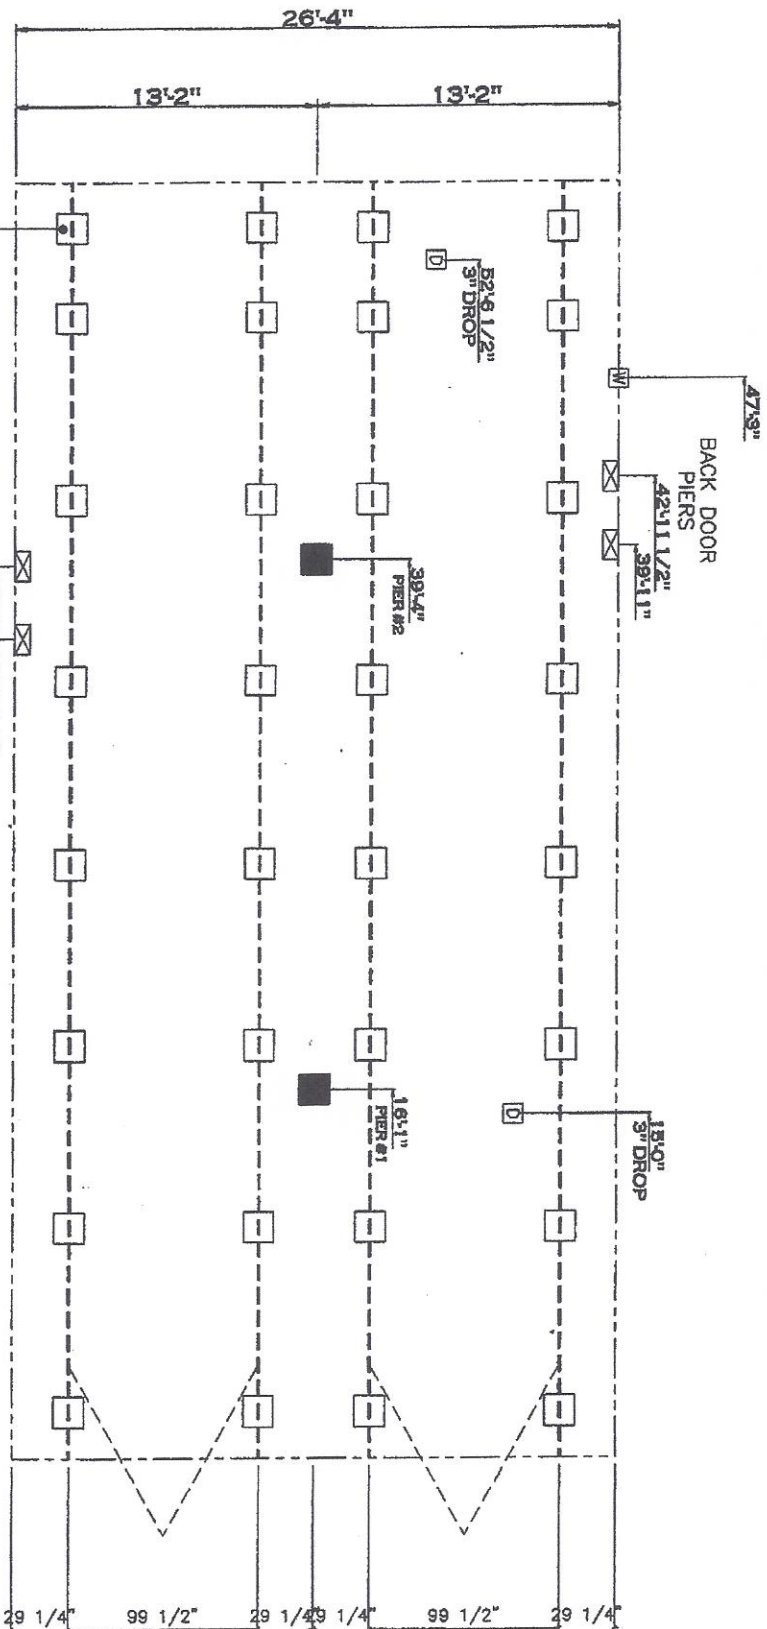 26'-4"
13'-2"
13'-2"
D
52'-6 1/2"
3" DROP
W
47'-3"
BACK DOOR
PIERS
42'-11 1/2"
39'-11"
39'-4"
PIER #2
16'-1"
PIER #1
D
15'-0"
3" DROP
29 1/4"
99 1/2"
29 1/4"
29 1/4"
99 1/2"
29 1/4"